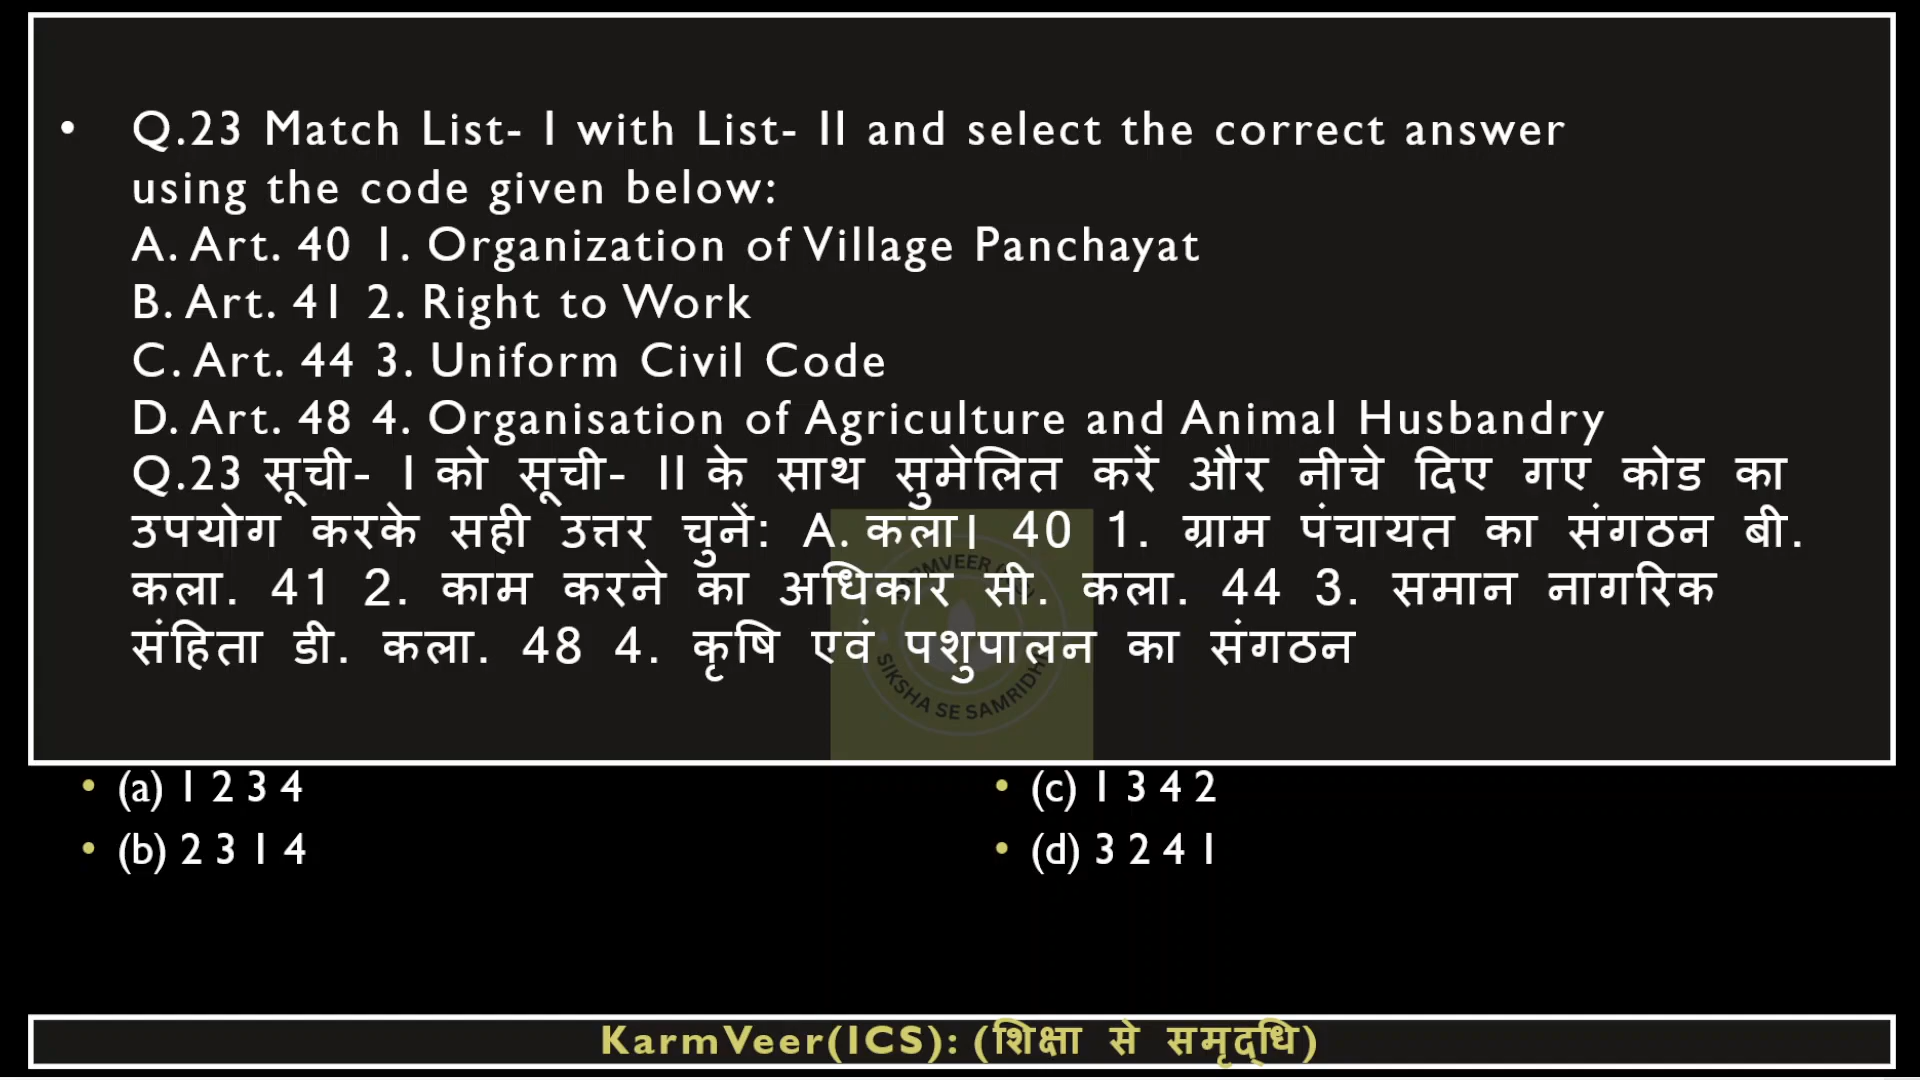 • Q.23 Match List- I with List- II and select the correct answer
using the code given below:
A. Art. 40 1. Organization of Village Panchayat
B. Art. 41 2. Right to Work
C. Art. 44 3. Uniform Civil Code
D. Art. 48 4. Organisation of Agriculture and Animal Husbandry
Q.23 सूची- I को सूची- II के साथ सुमेलित करें और नीचे दिए गए कोड का
उपयोग करके सही उत्तर चुनें: A. कला। 40 1. ग्राम पंचायत का संगठन बी.
कला. 41 2. काम करने का अधिकार सी. कला. 44 3. समान नागरिक
संहिता डी. कला. 48 4. कृषि एवं पशुपालन का संगठन
SIKSHA SE SAMRIDHI
• (a) 1 2 3 4
• (b) 2 3 1 4
• (c) 1 3 4 2
• (d) 3 2 4 1
KarmVeer(ICS): (शिक्षा से समृद्धि)